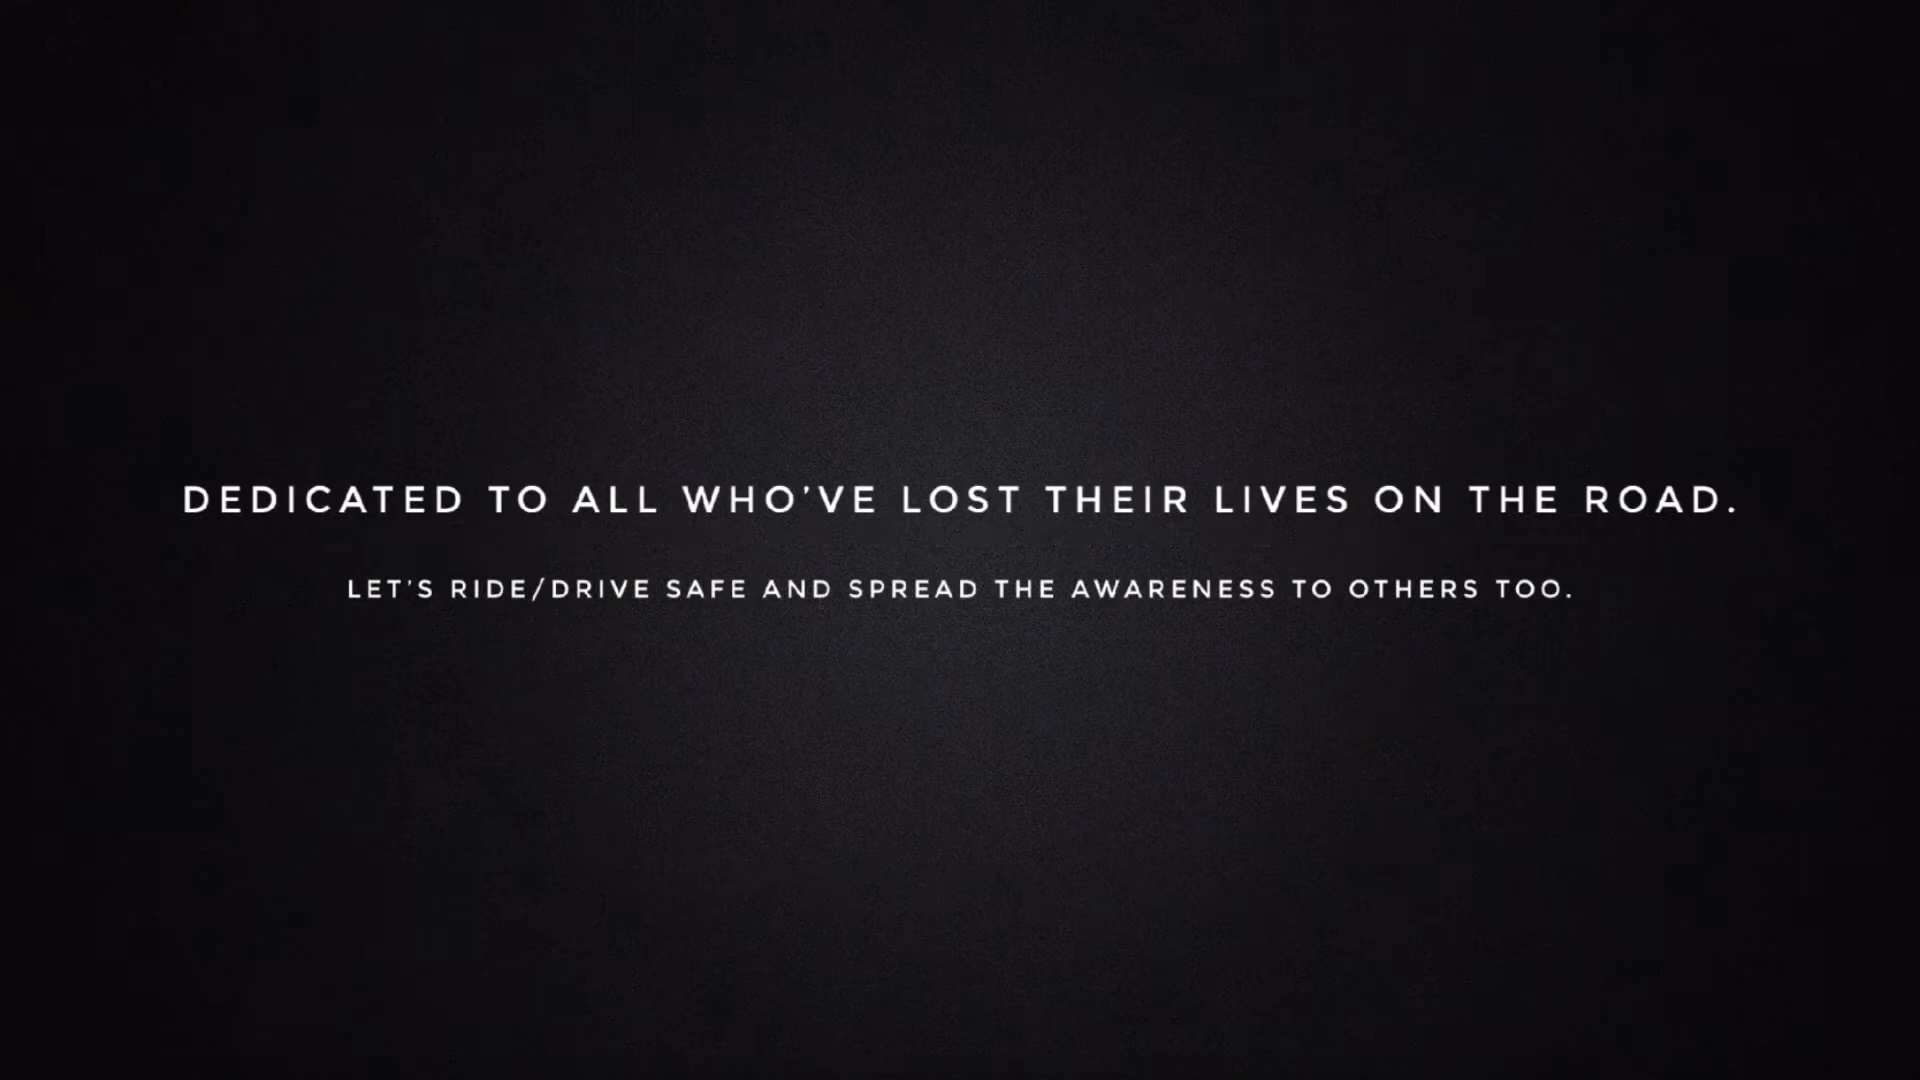 DEDICATED TO ALL WHO'VE LOST THEIR LIVES ON THE ROAD.
LET'S RIDE/DRIVE SAFE AND SPREAD THE AWARENESS TO OTHERS TOO.